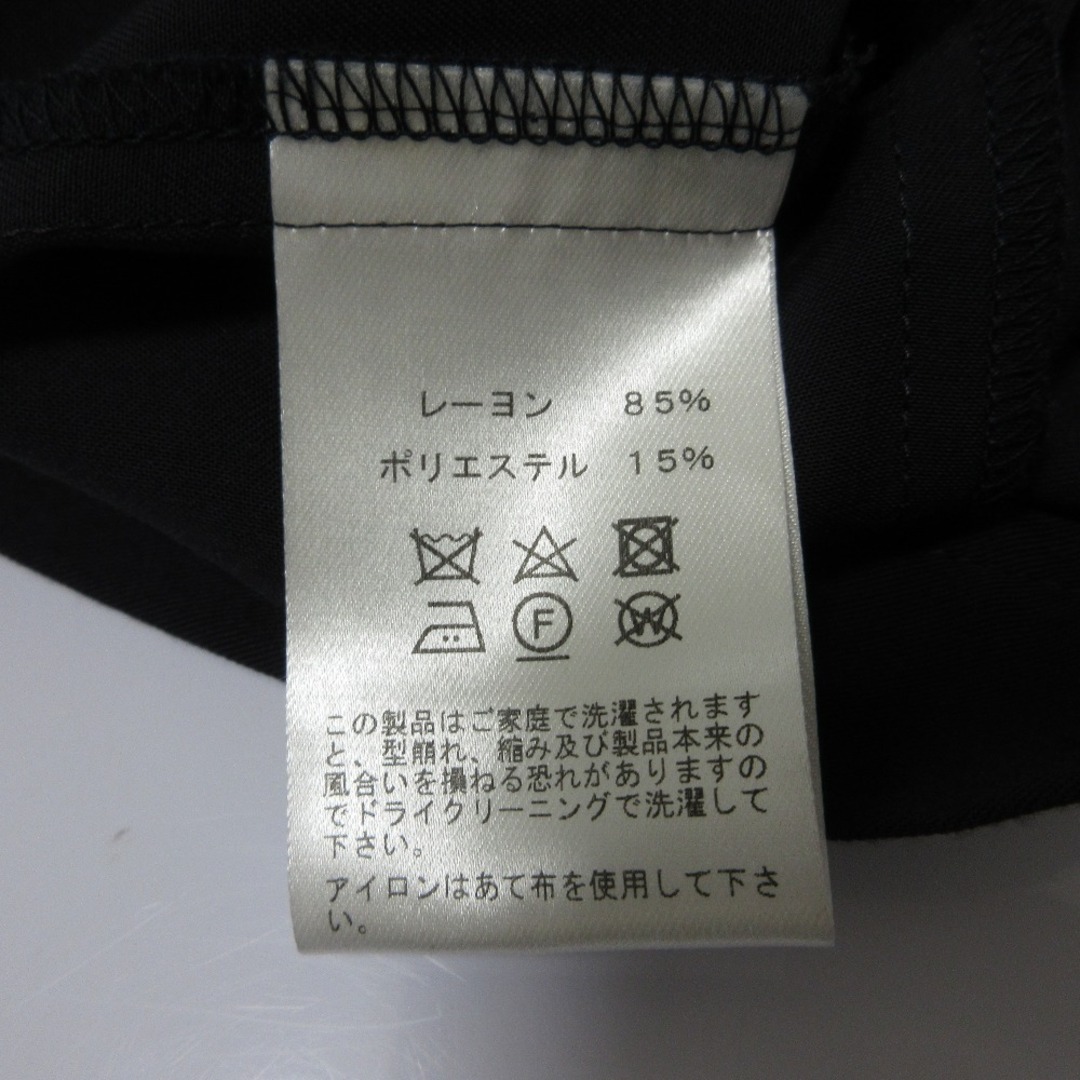 レーヨン　８５％
ポリエステル　１５％
F
W
この製品はご家庭で洗濯されます
と、型崩れ、縮み及び製品本来の
風合いを損ねる恐れがありますの
でドライクリーニングで洗濯して
下さい。
アイロンはあて布を使用して下さ
い。